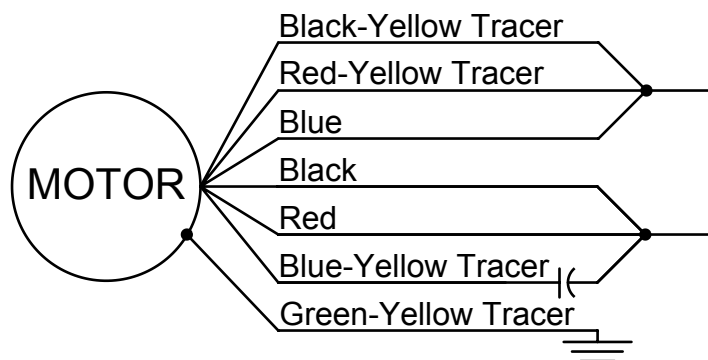 Black-Yellow Tracer
Red-Yellow Tracer
Blue
MOTOR
Black
Red
Blue-Yellow Tracer
Green-Yellow Tracer